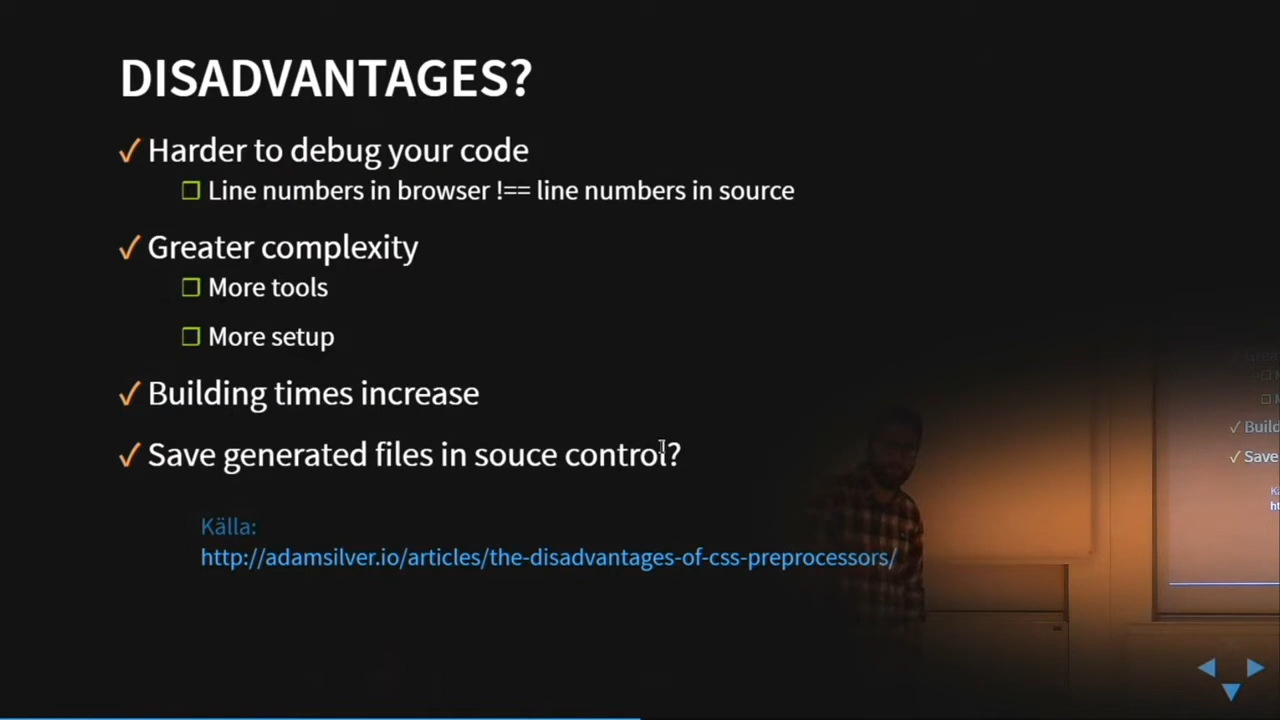 DISADVANTAGES?
✓ Harder to debug your code
❐ Line numbers in browser !== line numbers in source
✓ Greater complexity
❐ More tools
❐ More setup
✓ Building times increase
✓ Save generated files in souce control?
Källa:
http://adamsilver.io/articles/the-disadvantages-of-css-preprocessors/
✓ Build
✓ Save